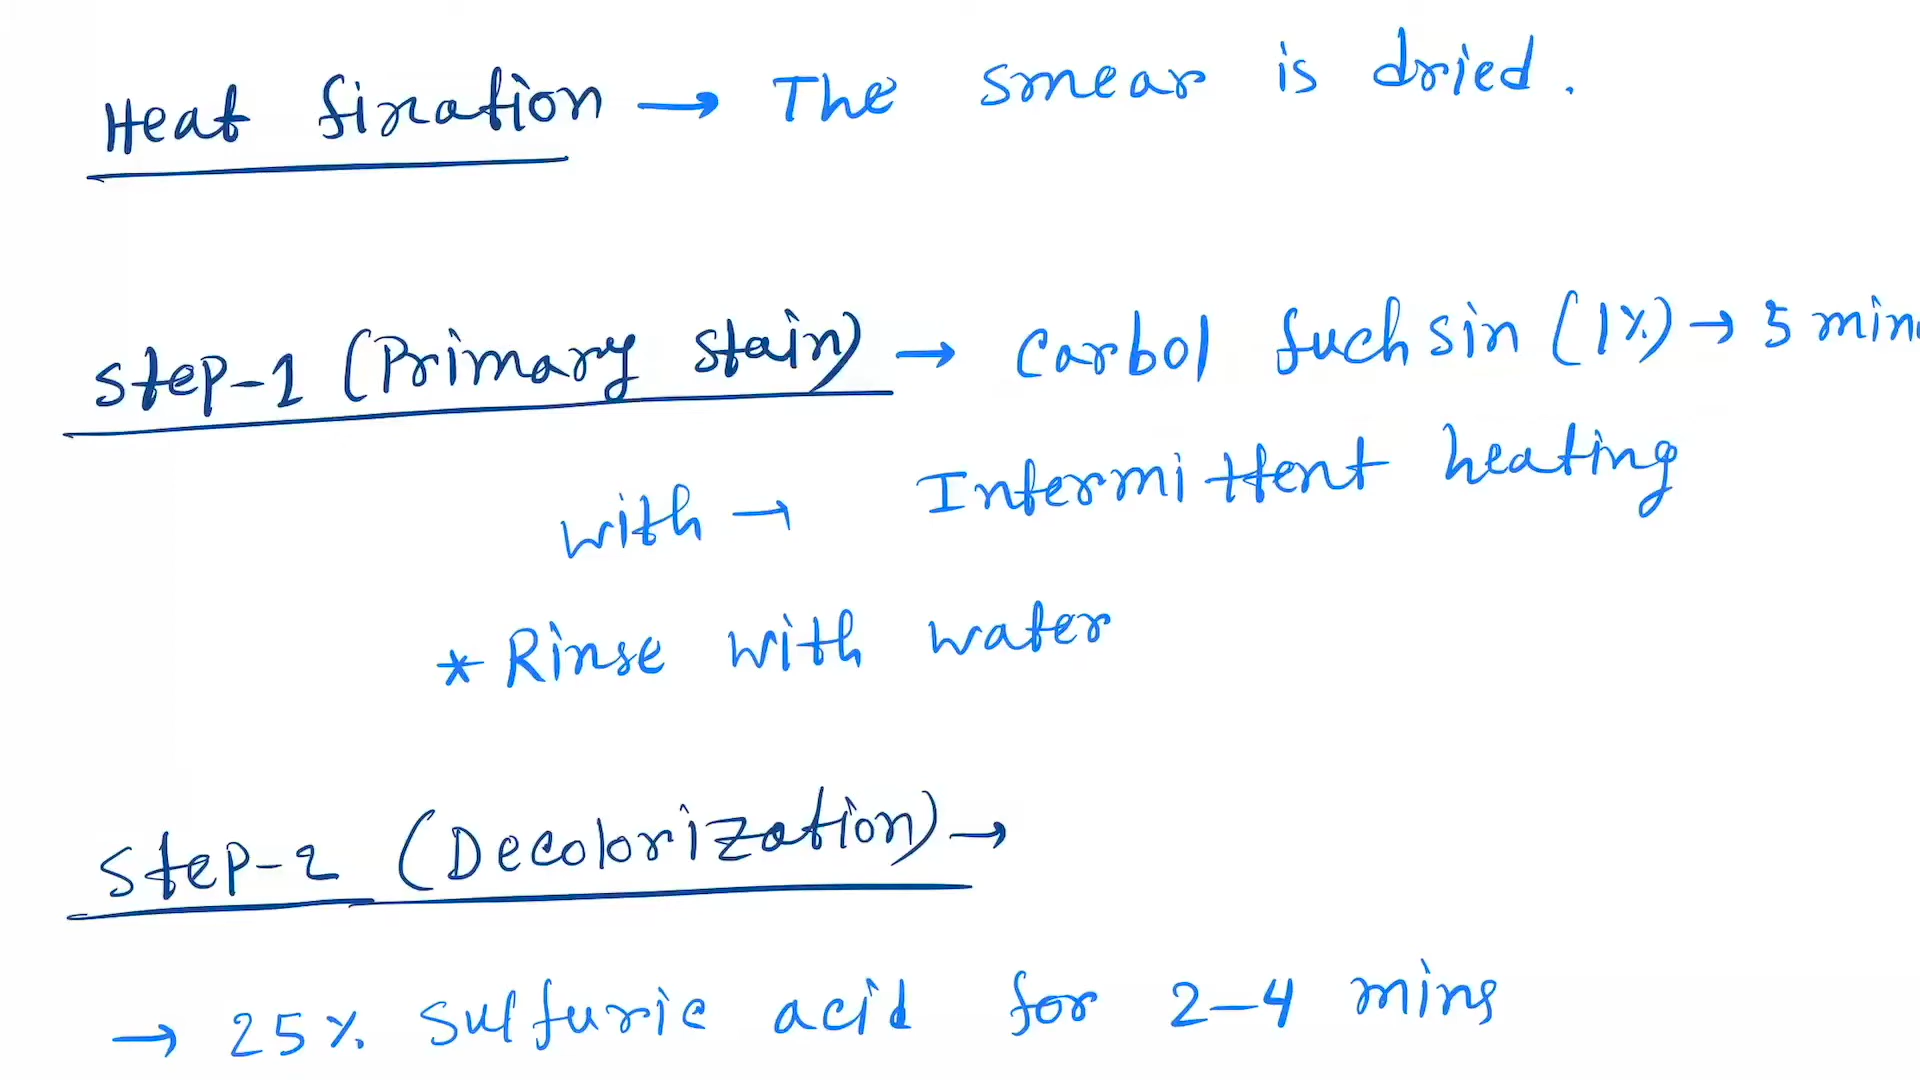 Heat fixation → The smear is dried.
Step-1 (Primary stain) → Carbol fuchsin (1%) → 5 min
with → Intermittent heating
* Rinse with water
Step-2 (Decolorization) →
→ 25% sulfuric acid for 2-4 mins